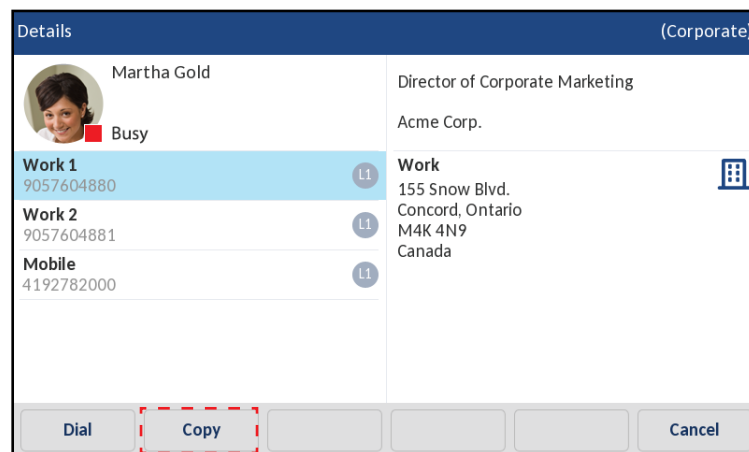 Details
(Corporate)
Martha Gold
Busy
Director of Corporate Marketing
Acme Corp.
Work 1
9057604880
L1
Work 2
9057604881
L1
Mobile
4192782000
L1
Work
155 Snow Blvd.
Concord, Ontario
M4K 4N9
Canada
Dial
Copy
Cancel